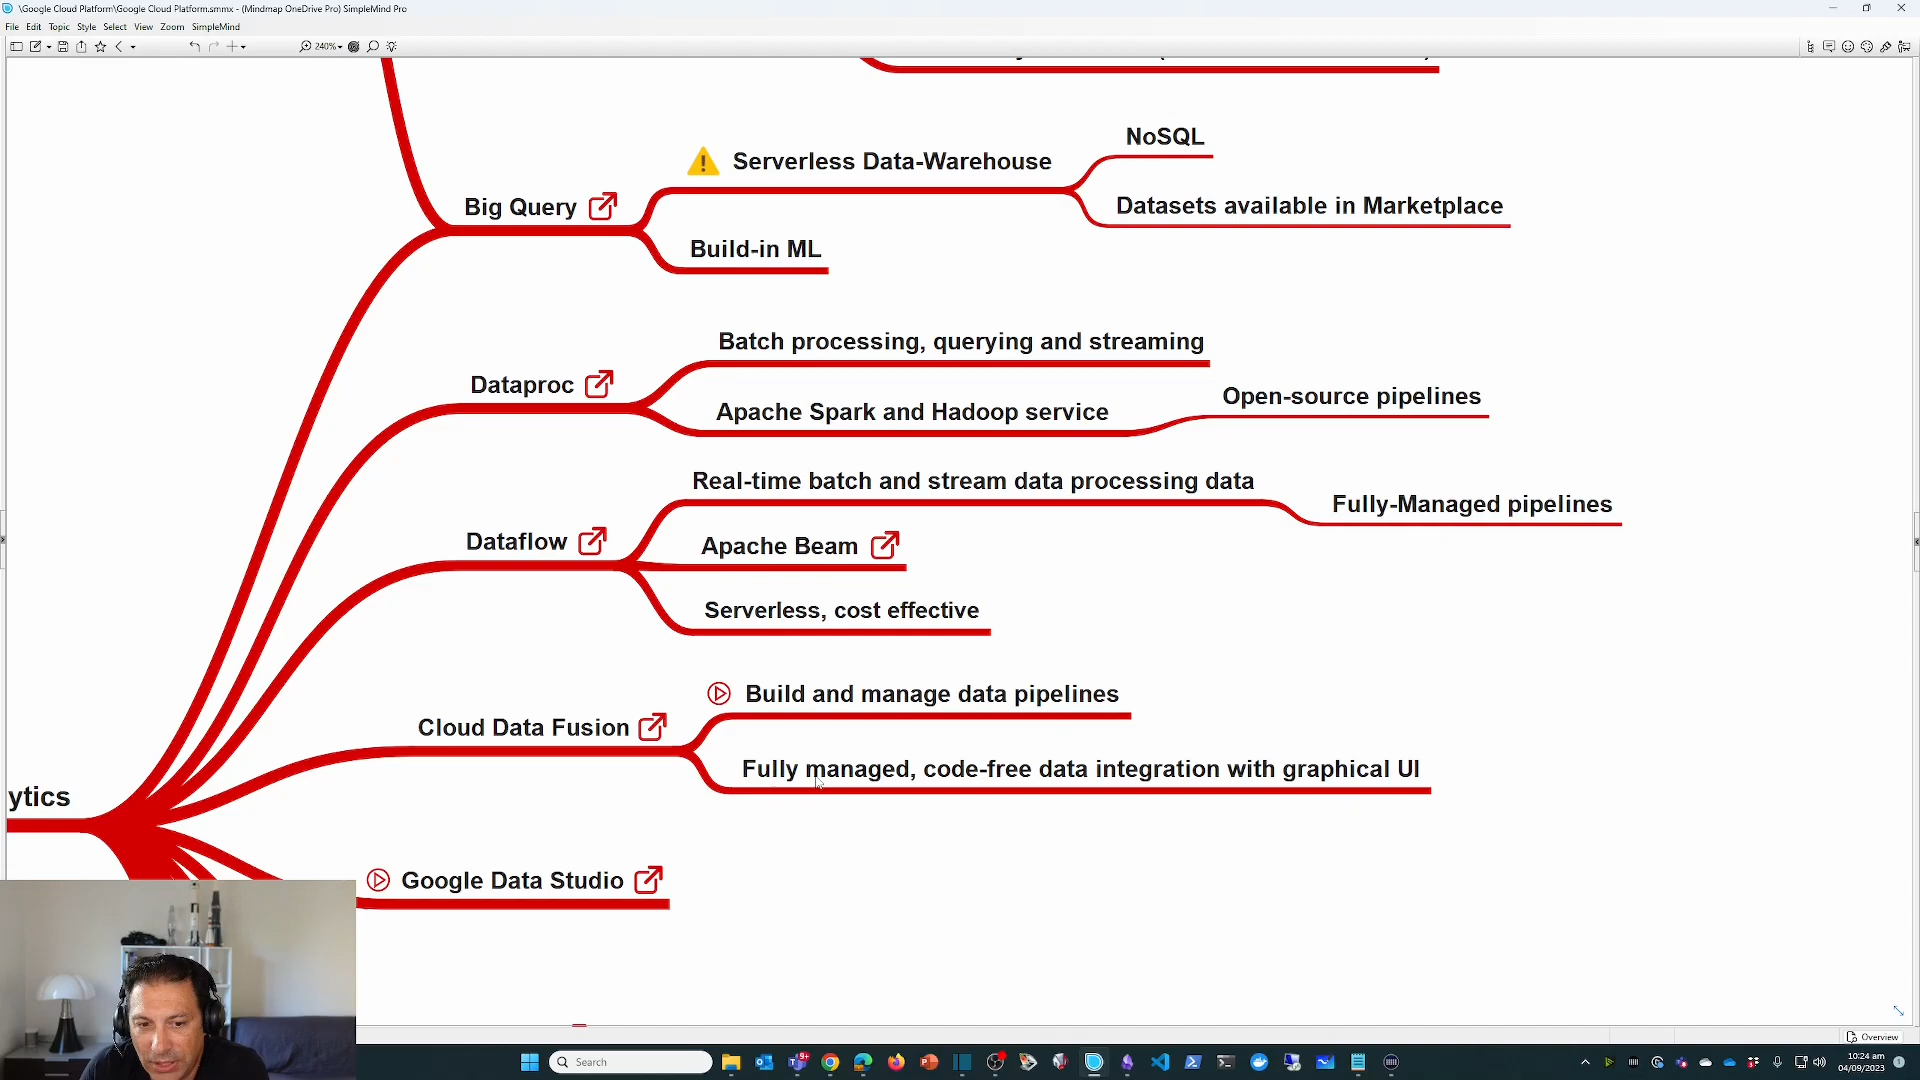 \Google Cloud Platform\Google Cloud Platform.smmx - (Mindmap OneDrive Pro) SimpleMind Pro
File Edit Topic Style Select View Zoom SimpleMind
240%
NoSQL
Serverless Data-Warehouse
Datasets available in Marketplace
Big Query
Build-in ML
Batch processing, querying and streaming
Dataproc
Open-source pipelines
Apache Spark and Hadoop service
Real-time batch and stream data processing data
Fully-Managed pipelines
Dataflow
Apache Beam
Serverless, cost effective
Build and manage data pipelines
Cloud Data Fusion
Fully managed, code-free data integration with graphical UI
ytics
Google Data Studio
Overview
Search
9+
10:24 am
04/09/2023